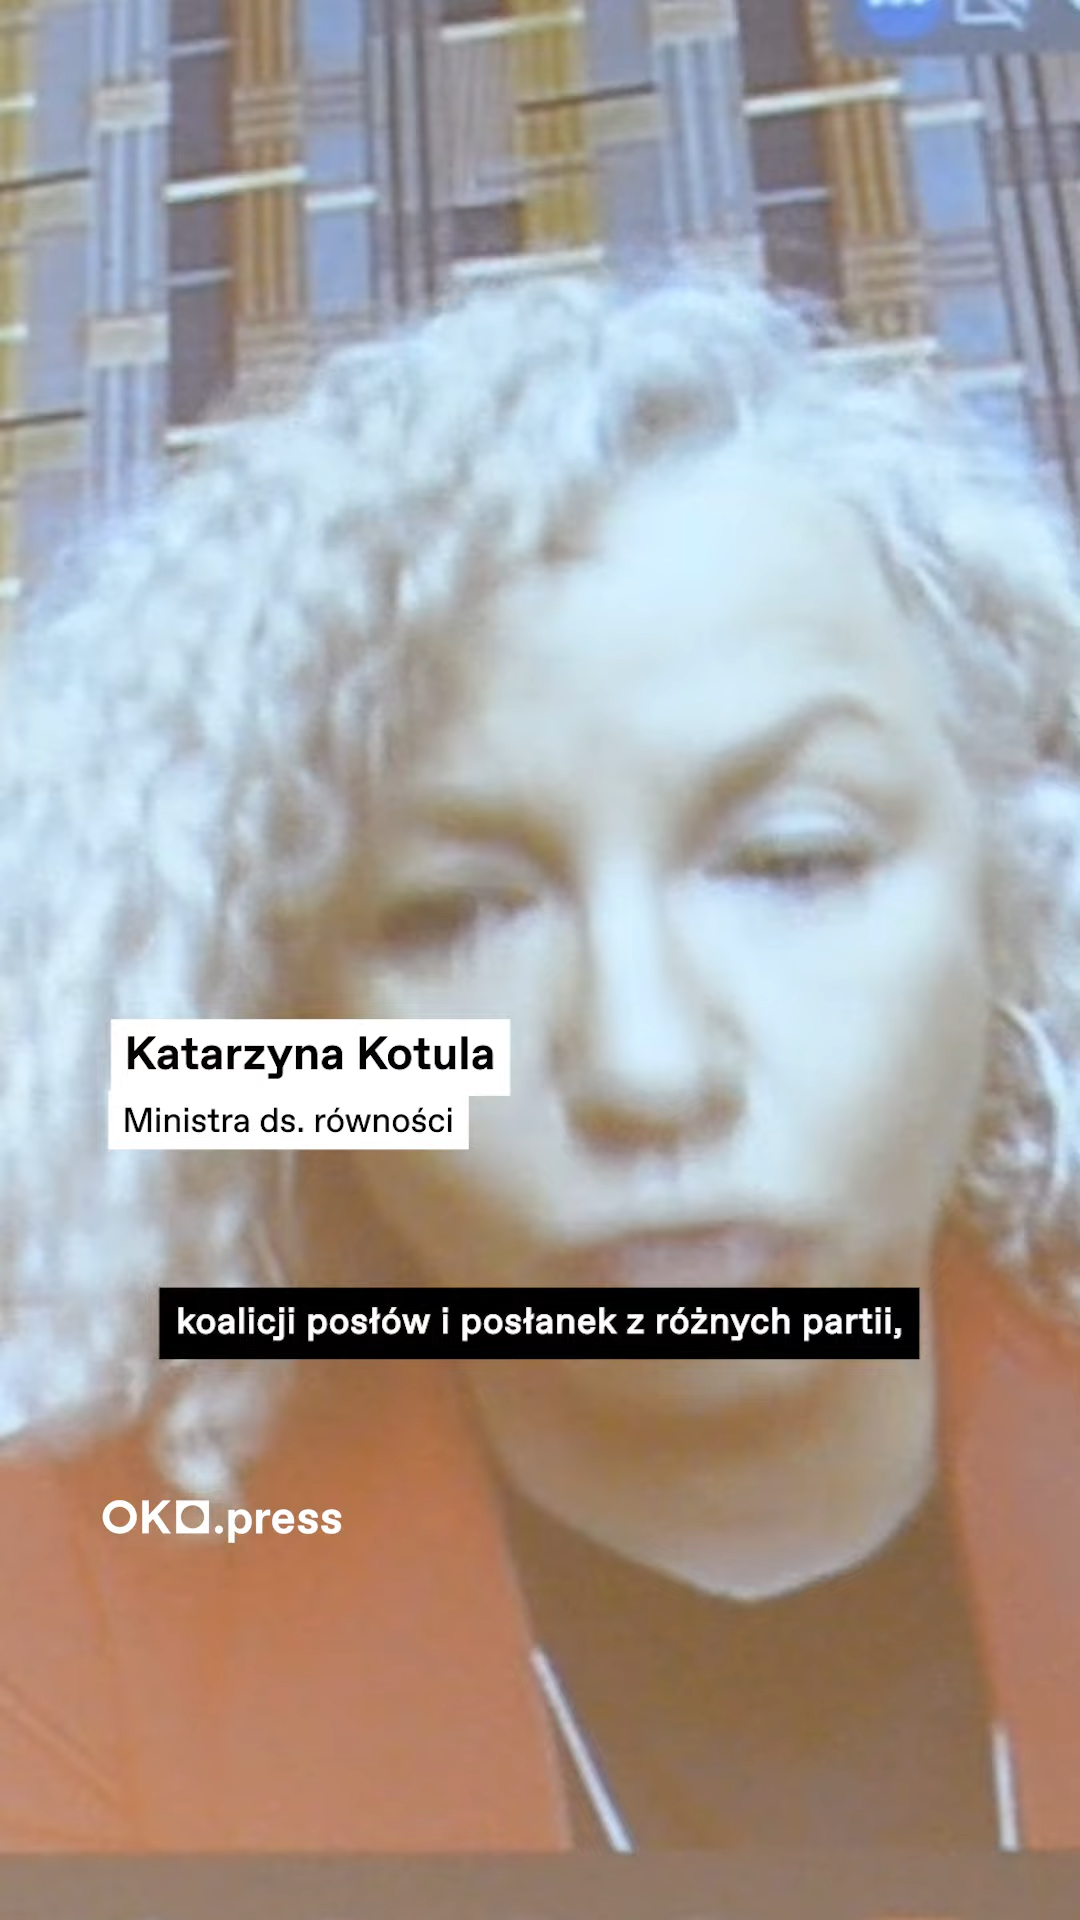 Katarzyna Kotula
Ministra ds. równości
koalicji posłów i posłanek z różnych partii,
OKO.press